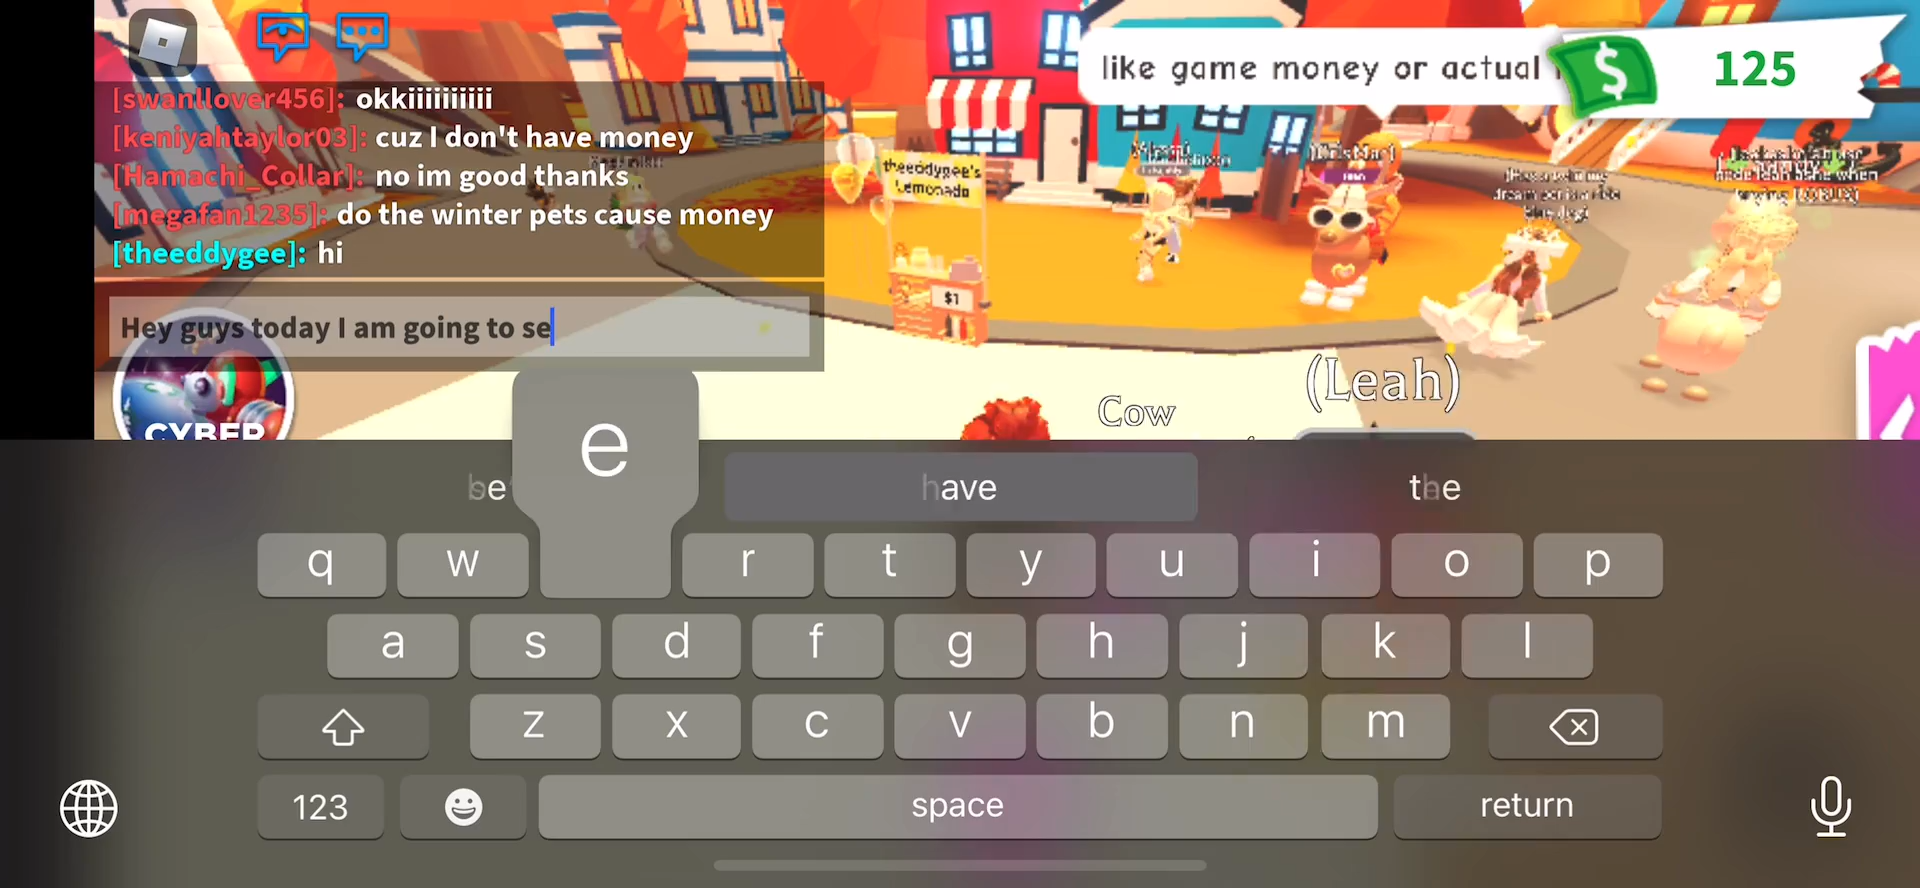 like game money or actual
125
[swanllover456]: okkiiiiiiiiii
[keniyahtaylor03]: cuz I don't have money
[Hamachi_Collar]: no im good thanks
[megafan1235]: do the winter pets cause money
[theeddygee]: hi
Hey guys today I am going to se
theeddygee's
Lemonade
$1
CYBER
(Leah)
Cow
e
be have the
q w r t y u i o p
a s d f g h j k l
z x c v b n m
123 space return